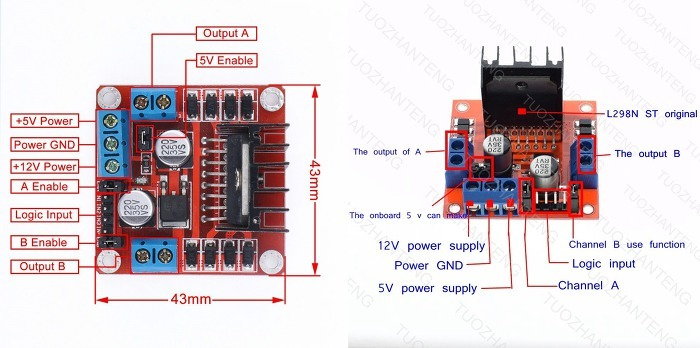 Output A
5V Enable
+5V Power
Power GND
+12V Power
A Enable
Logic Input
B Enable
Output B
43mm
43mm
220
35V
RVT
TUOZHANTENG
L298N ST original
The output of A
The output B
The onboard 5 v can make
12V power supply
Power GND
5V power supply
Channel B use function
Logic input
Channel A